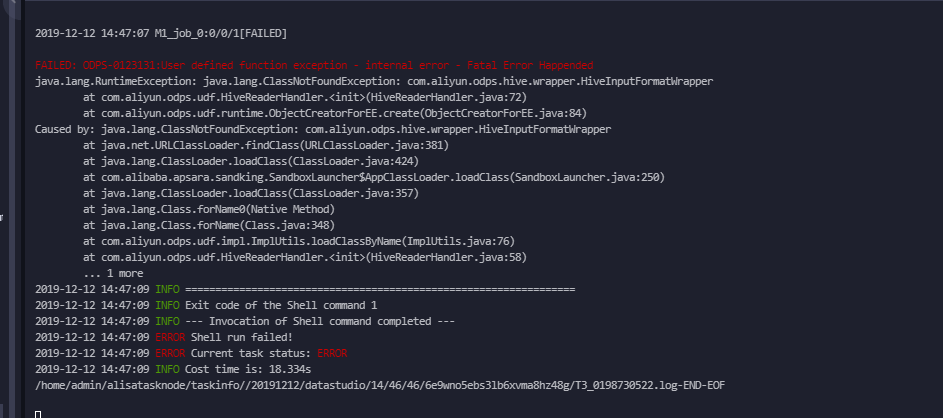 2019-12-12 14:47:07 M1_job_0:0/0/1[FAILED]
FAILED: ODPS-0123131:User defined function exception - internal error - Fatal Error Happended
java.lang.RuntimeException: java.lang.ClassNotFoundException: com.aliyun.odps.hive.wrapper.HiveInputFormatWrapper
at com.aliyun.odps.udf.HiveReaderHandler.<init>(HiveReaderHandler.java:72)
at com.aliyun.odps.udf.runtime.ObjectCreatorForEE.create(ObjectCreatorForEE.java:84)
Caused by: java.lang.ClassNotFoundException: com.aliyun.odps.hive.wrapper.HiveInputFormatWrapper
at java.net.URLClassLoader.findClass(URLClassLoader.java:381)
at java.lang.ClassLoader.loadClass(ClassLoader.java:424)
at com.alibaba.apsara.sandking.SandboxLauncher$AppClassLoader.loadClass(SandboxLauncher.java:250)
at java.lang.ClassLoader.loadClass(ClassLoader.java:357)
at java.lang.Class.forName0(Native Method)
at java.lang.Class.forName(Class.java:348)
at com.aliyun.odps.udf.impl.ImplUtils.loadClassByName(ImplUtils.java:76)
at com.aliyun.odps.udf.HiveReaderHandler.<init>(HiveReaderHandler.java:58)
... 1 more
2019-12-12 14:47:09 INFO =================================================================
2019-12-12 14:47:09 INFO Exit code of the Shell command 1
2019-12-12 14:47:09 INFO --- Invocation of Shell command completed ---
2019-12-12 14:47:09 ERROR Shell run failed!
2019-12-12 14:47:09 ERROR Current task status: ERROR
2019-12-12 14:47:09 INFO Cost time is: 18.334s
/home/admin/alisatasknode/taskinfo//20191212/datastudio/14/46/46/6e9wno5ebs3lb6xvma8hz48g/T3_0198730522.log-END-EOF